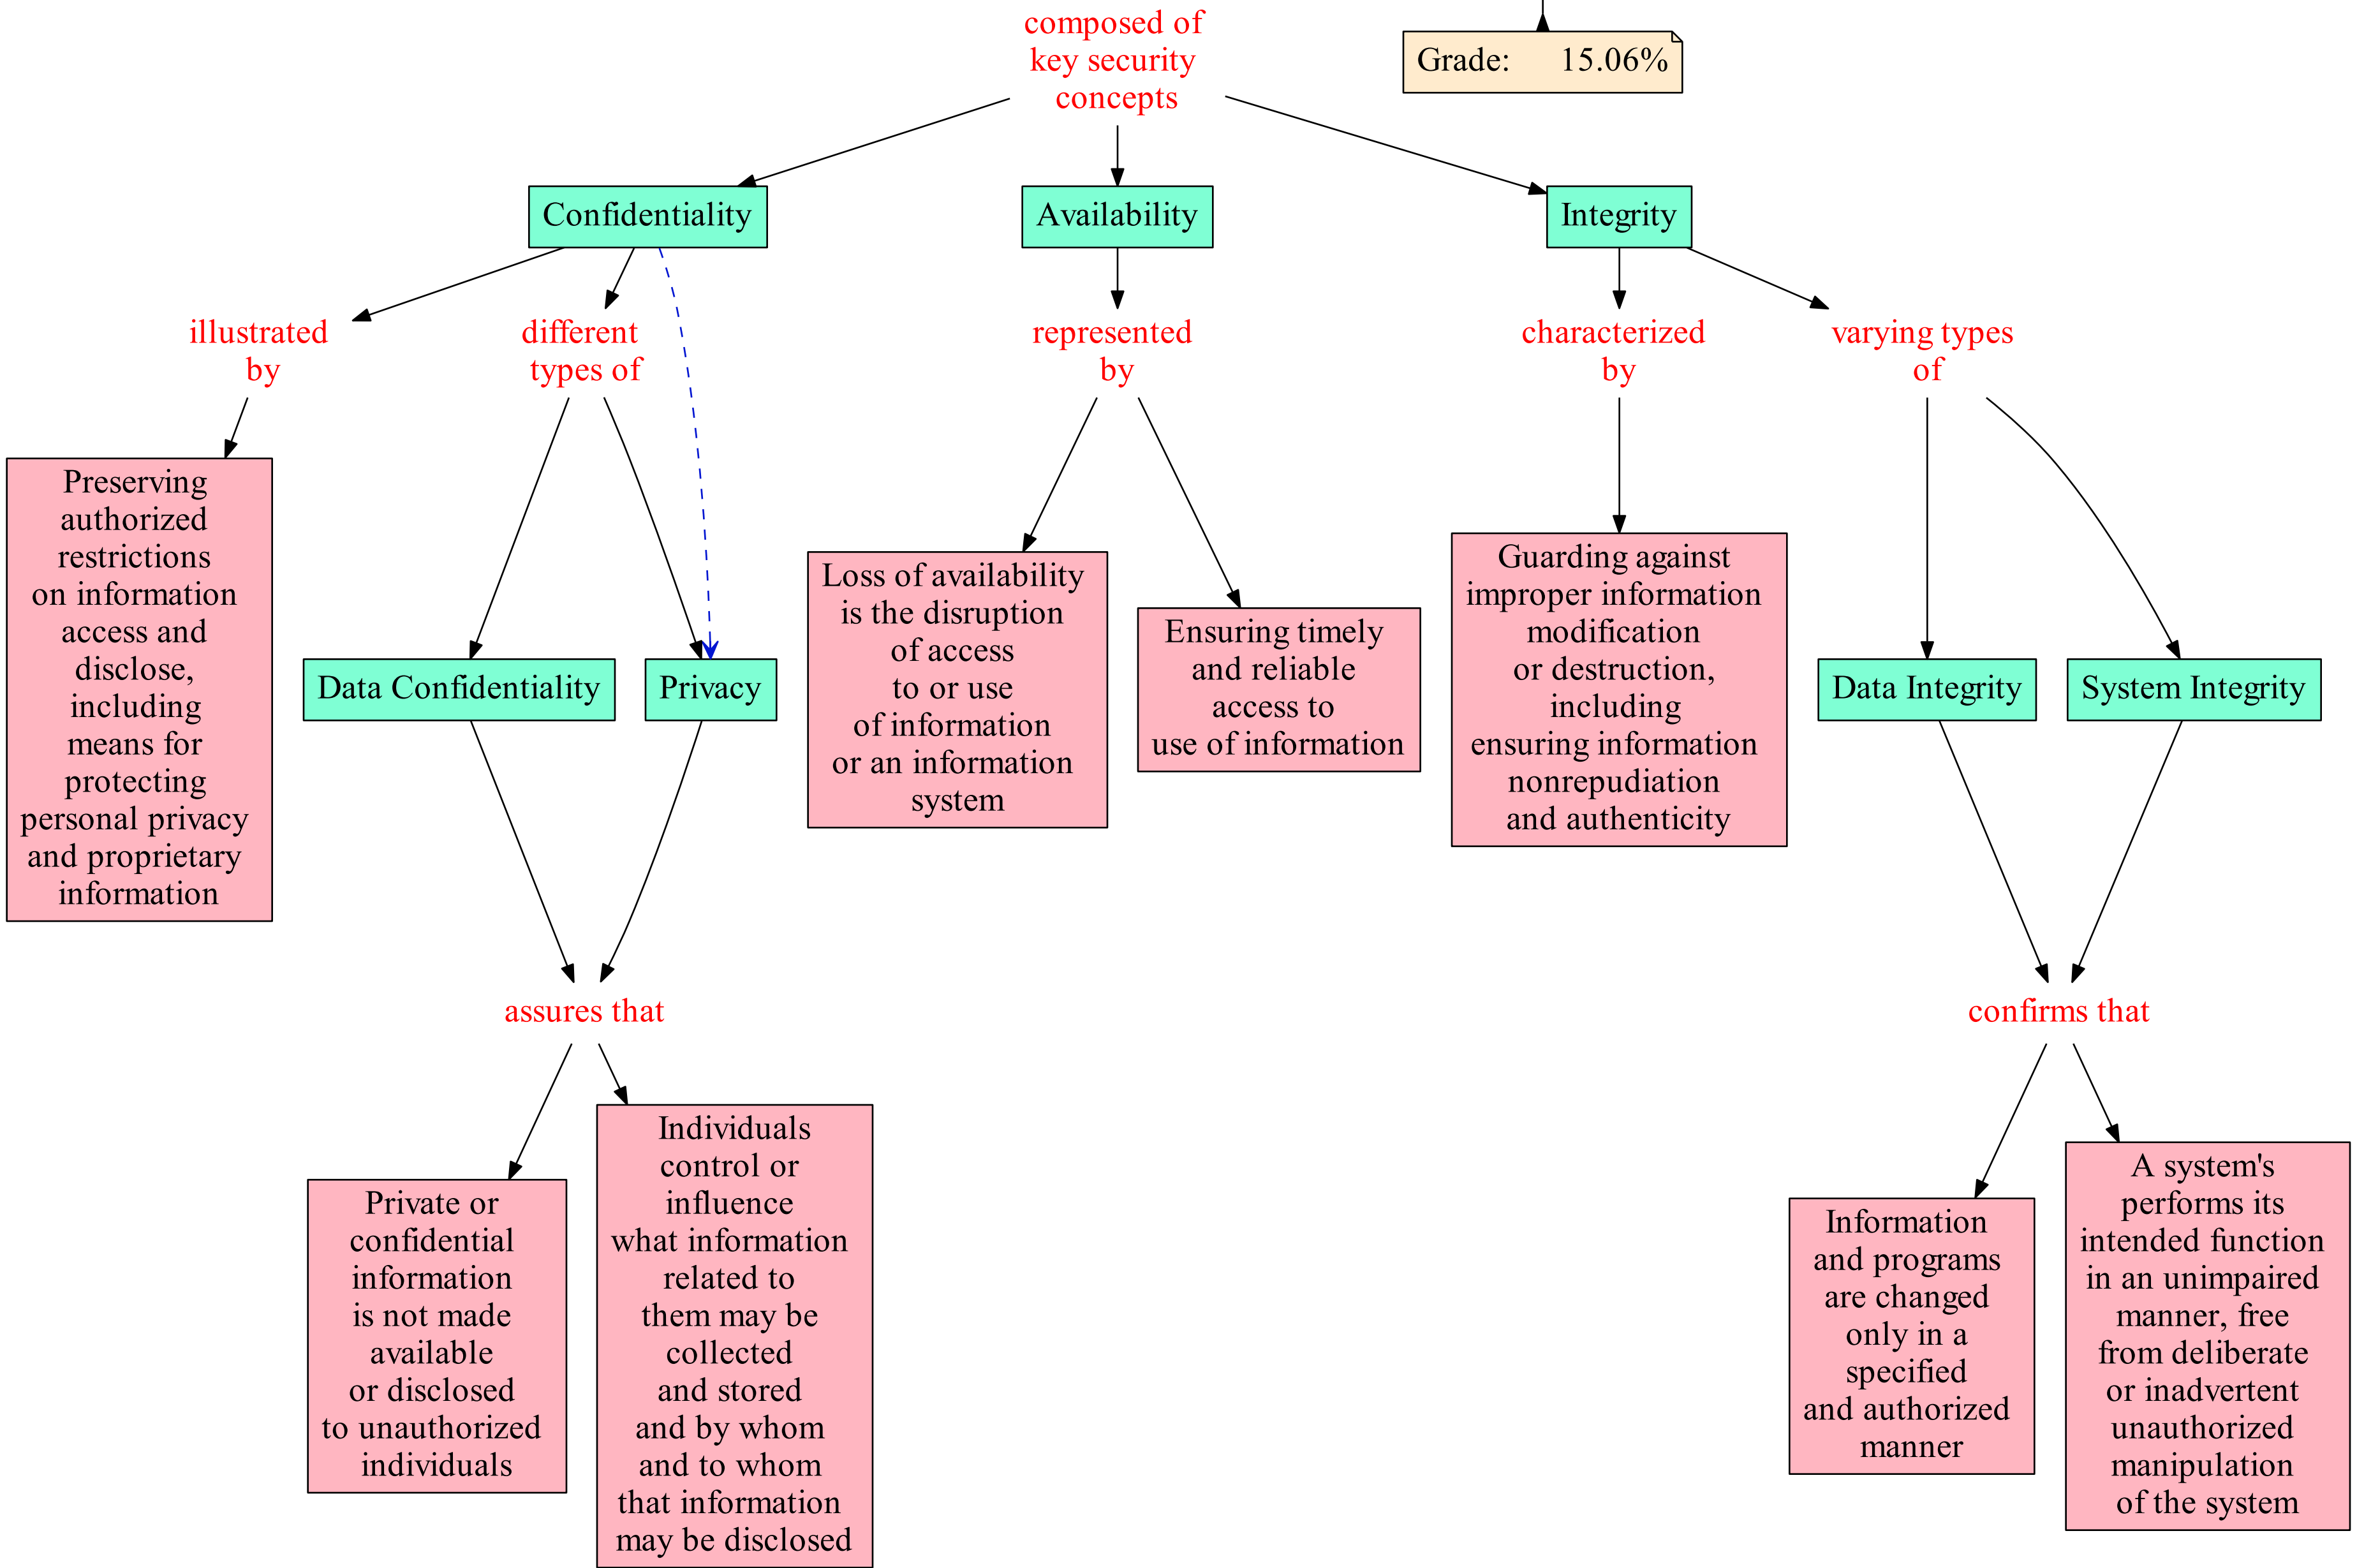 composed of
key security
concepts
Grade: 15.06%
Confidentiality
Availability
Integrity
illustrated
by
different
types of
represented
by
characterized
by
varying types
of
Preserving
authorized
restrictions
on information
access and
disclose,
including
means for
protecting
personal privacy
and proprietary
information
Data Confidentiality
Privacy
Loss of availability
is the disruption
of access
to or use
of information
or an information
system
Ensuring timely
and reliable
access to
use of information
Guarding against
improper information
modification
or destruction,
including
ensuring information
nonrepudiation
and authenticity
Data Integrity
System Integrity
assures that
confirms that
Private or
confidential
information
is not made
available
or disclosed
to unauthorized
individuals
Individuals
control or
influence
what information
related to
them may be
collected
and stored
and by whom
and to whom
that information
may be disclosed
Information
and programs
are changed
only in a
specified
and authorized
manner
A system's
performs its
intended function
in an unimpaired
manner, free
from deliberate
or inadvertent
unauthorized
manipulation
of the system